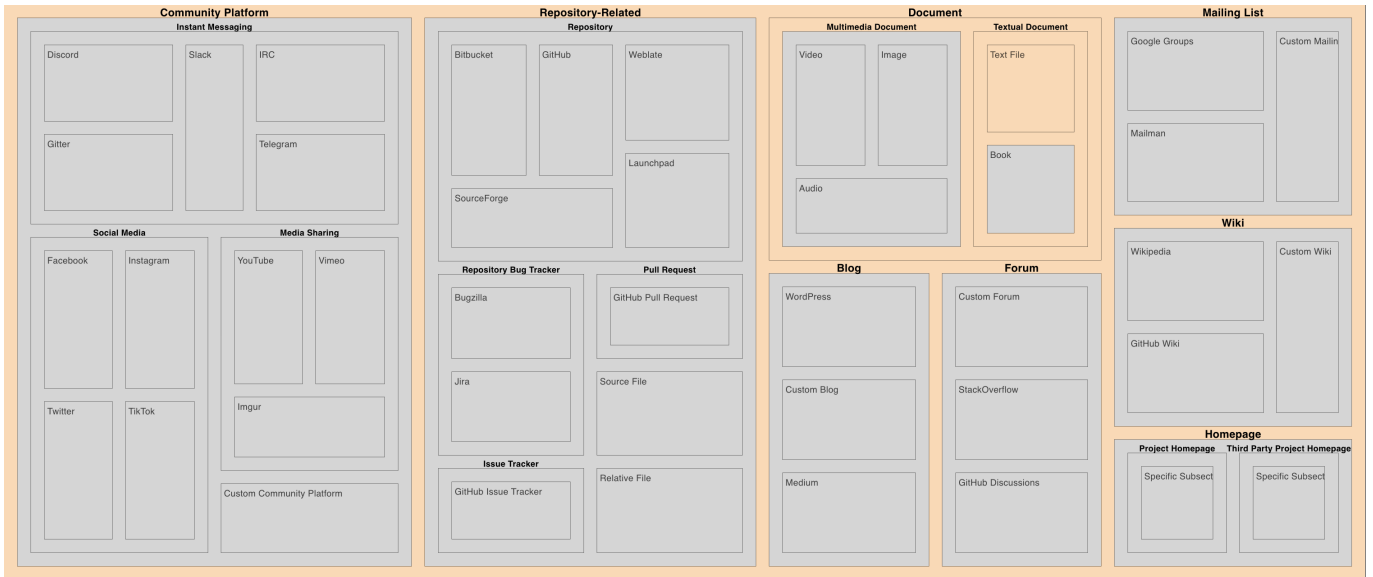 Community Platform
Instant Messaging
Discord
Slack
IRC
Gitter
Telegram
Social Media
Facebook
Instagram
Twitter
TikTok
Media Sharing
YouTube
Vimeo
Imgur
Custom Community Platform
Repository-Related
Repository
Bitbucket
GitHub
Weblate
Launchpad
SourceForge
Repository Bug Tracker
Bugzilla
Jira
Pull Request
GitHub Pull Request
Source File
Issue Tracker
GitHub Issue Tracker
Relative File
Document
Multimedia Document
Video
Image
Audio
Textual Document
Text File
Book
Blog
WordPress
Custom Blog
Medium
Forum
Custom Forum
StackOverflow
GitHub Discussions
Mailing List
Google Groups
Custom Mailin
Mailman
Wiki
Wikipedia
Custom Wiki
GitHub Wiki
Homepage
Project Homepage
Specific Subsect
Third Party Project Homepage
Specific Subsect